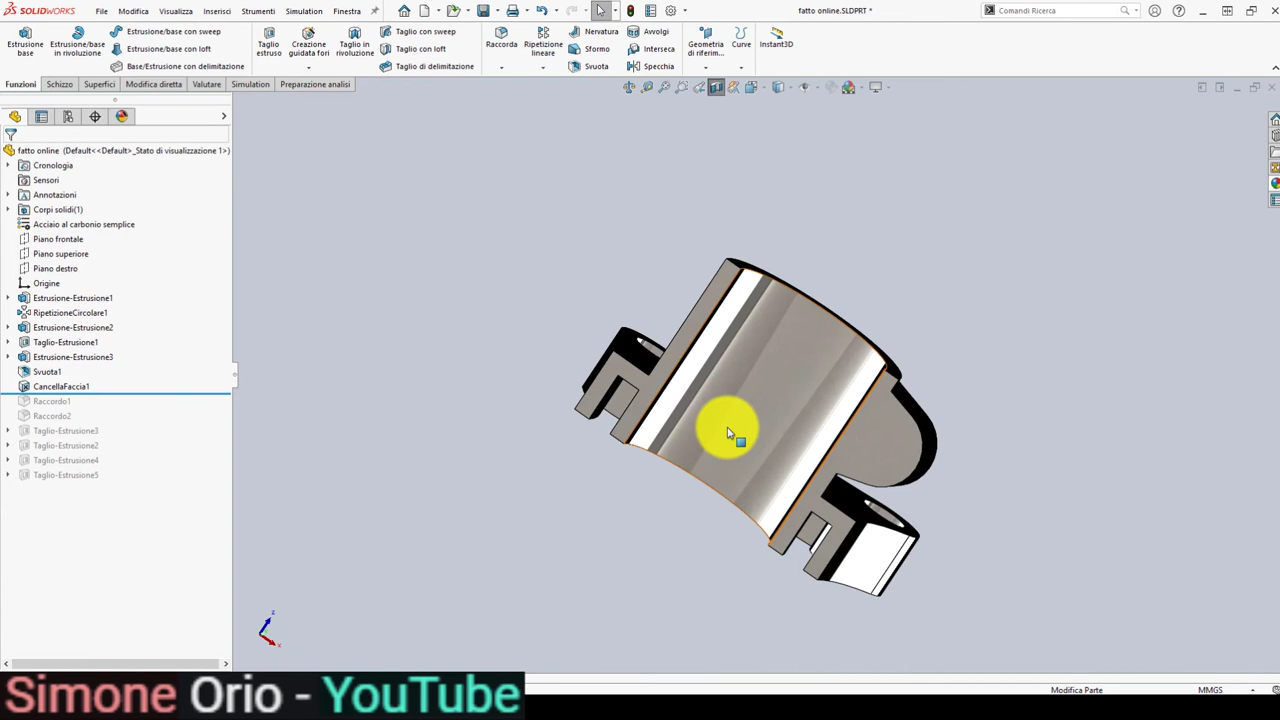 SOLIDWORKS
File
Modifica
Visualizza
Inserisci
Strumenti
Simulation
Finestra
fatto online.SLDPRT *
Comandi Ricerca
Estrusione
base
Estrusione/base
in rivoluzione
Estrusione/base con sweep
Estrusione/base con loft
Base/Estrusione con delimitazione
Taglio
estruso
Creazione
guidata fori
Taglio in
rivoluzione
Taglio con sweep
Taglio con loft
Taglio di delimitazione
Raccorda
Ripetizione
lineare
Nervatura
Sformo
Svuota
Avvolgi
Interseca
Specchia
Geometria
di riferim...
Curve
Instant3D
Funzioni
Schizzo
Superfici
Modifica diretta
Valutare
Simulation
Preparazione analisi
fatto online (Default<<Default>_Stato di visualizzazione 1>)
Cronologia
Sensori
Annotazioni
Corpi solidi(1)
Acciaio al carbonio semplice
Piano frontale
Piano superiore
Piano destro
Origine
Estrusione-Estrusione1
RipetizioneCircolare1
Estrusione-Estrusione2
Taglio-Estrusione1
Estrusione-Estrusione3
Svuota1
CancellaFaccia1
Raccordo1
Raccordo2
Taglio-Estrusione3
Taglio-Estrusione2
Taglio-Estrusione4
Taglio-Estrusione5
z
x
Simone Orio - YouTube
Modifica Parte
MMGS